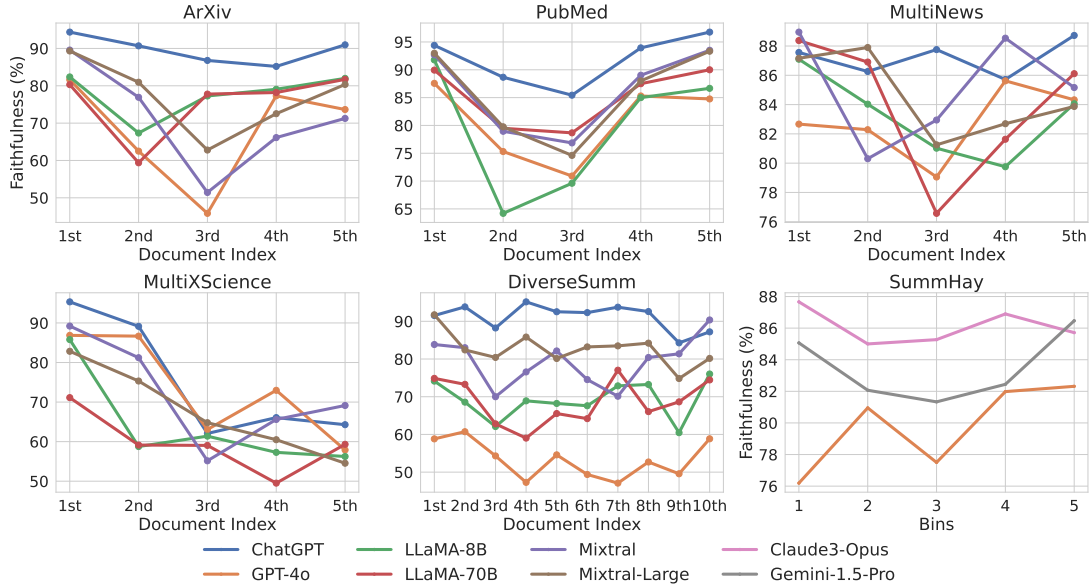 ArXiv
PubMed
MultiNews
Faithfulness (%)
90
80
70
60
50
95
90
85
80
75
70
65
88
86
84
82
80
78
76
1st 2nd 3rd 4th 5th
1st 2nd 3rd 4th 5th
1st 2nd 3rd 4th 5th
Document Index
Document Index
Document Index
MultiXScience
DiverseSumm
SummHay
90
80
70
60
50
90
80
70
60
50
Faithfulness (%)
88
86
84
82
80
78
76
1st 2nd 3rd 4th 5th
1st 2nd 3rd 4th 5th 6th 7th 8th 9th 10th
1 2 3 4 5
Document Index
Document Index
Bins
ChatGPT
LLaMA-8B
Mixtral
Claude3-Opus
GPT-4o
LLaMA-70B
Mixtral-Large
Gemini-1.5-Pro